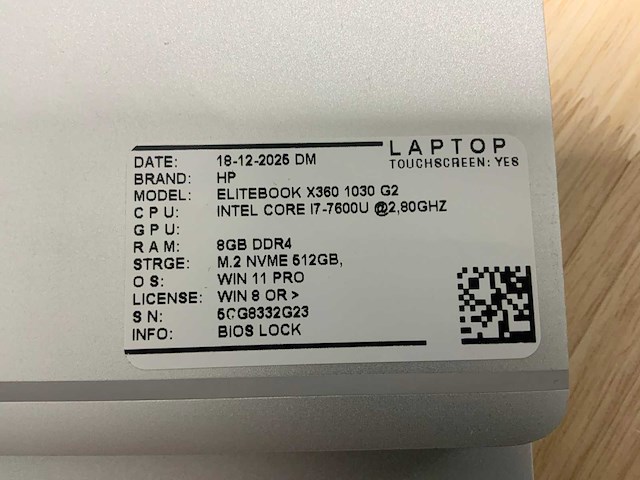 LAPTOP
TOUCHSCREEN: YES
DATE: 18-12-2025 DM
BRAND: HP
MODEL: ELITEBOOK X360 1030 G2
CPU: INTEL CORE I7-7600U @2,80GHZ
GPU:
RAM: 8GB DDR4
STRGE: M.2 NVME 512GB,
OS: WIN 11 PRO
LICENSE: WIN 8 OR >
SN: 5CG8332G23
INFO: BIOS LOCK